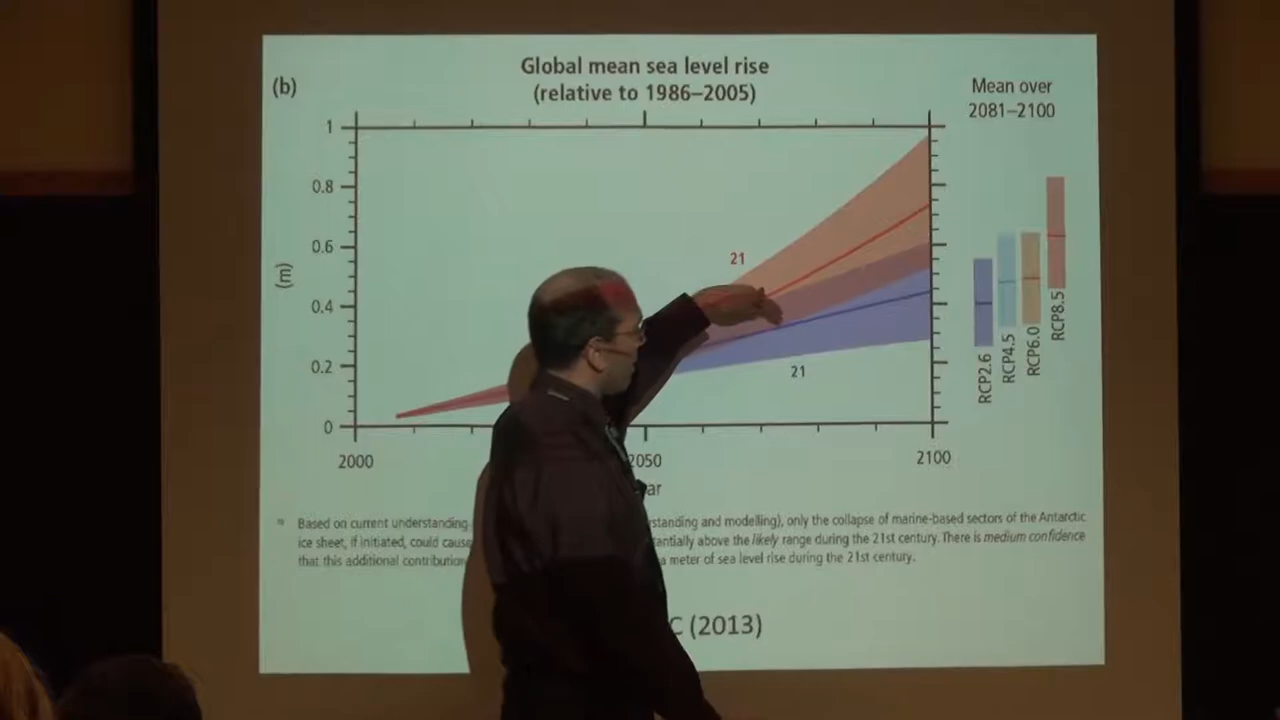 Global mean sea level rise
(relative to 1986–2005)
(b)
Mean over
2081–2100
1
0.8
0.6
0.4
0.2
0
(m)
21
21
2000
2050
2100
ar
RCP2.6
RCP4.5
RCP6.0
RCP8.5
Based on current understanding standing and modelling), only the collapse of marine-based sectors of the Antarctic
ice sheet, if initiated, could cause tantially above the likely range during the 21st century. There is medium confidence
that this additional contribution a meter of sea level rise during the 21st century.
C (2013)